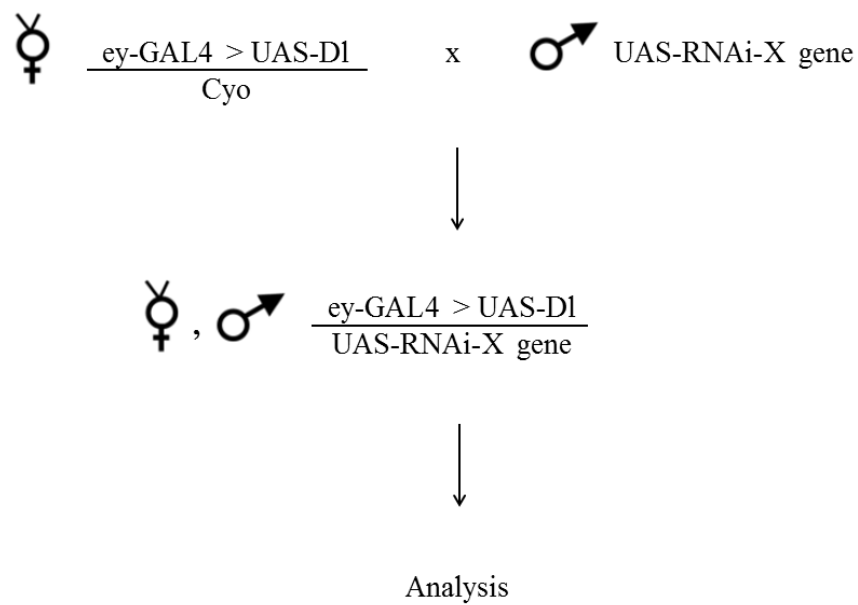 ey-GAL4 > UAS-Dl x UAS-RNAi-X gene
Cyo
, ey-GAL4 > UAS-Dl
UAS-RNAi-X gene
Analysis